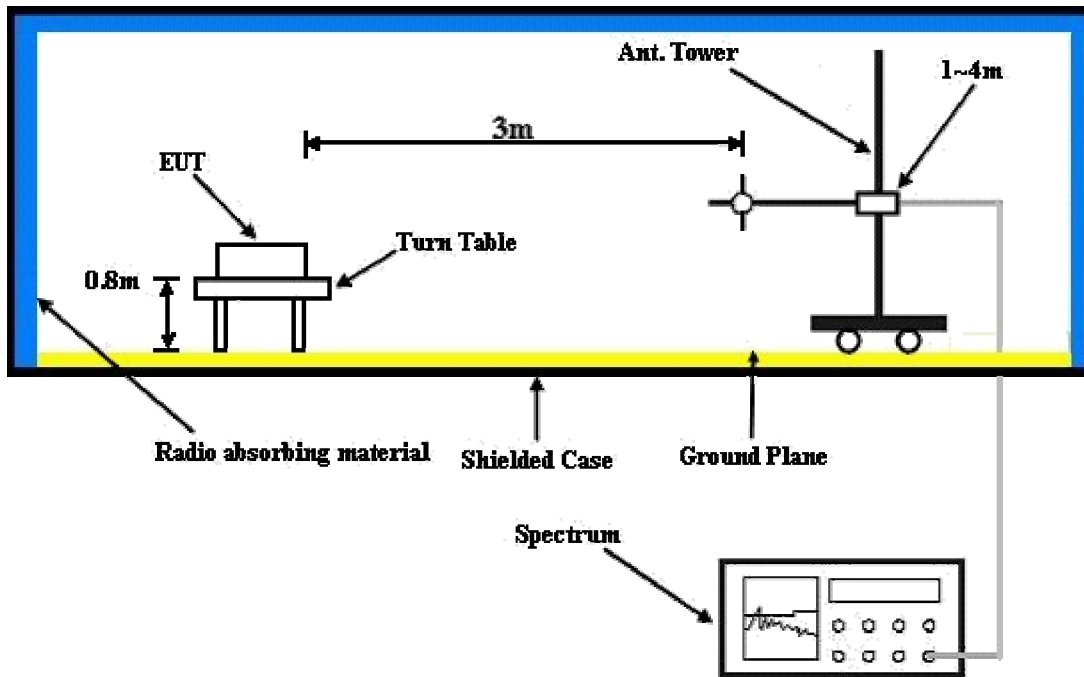 Ant. Tower
1~4m
3m
EUT
Turn Table
0.8m
Radio absorbing material
Shielded Case
Ground Plane
Spectrum